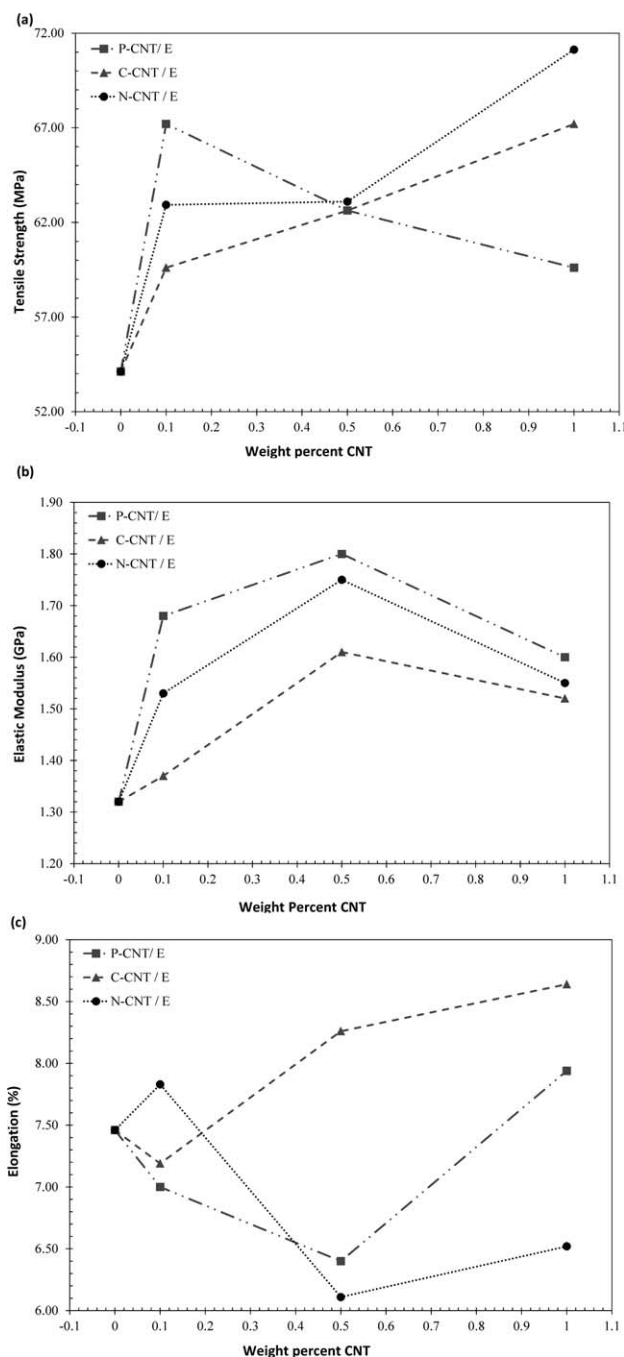 (a)
72.00
67.00
62.00
57.00
52.00
Tensile Strength (MPa)
P-CNT/ E
C-CNT / E
N-CNT / E
-0.1 0 0.1 0.2 0.3 0.4 0.5 0.6 0.7 0.8 0.9 1 1.1
Weight percent CNT
(b)
1.90
1.80
1.70
1.60
1.50
1.40
1.30
1.20
Elastic Modulus (GPa)
P-CNT/ E
C-CNT / E
N-CNT / E
-0.1 0 0.1 0.2 0.3 0.4 0.5 0.6 0.7 0.8 0.9 1 1.1
Weight Percent CNT
(c)
9.00
8.50
8.00
7.50
7.00
6.50
6.00
Elongation (%)
P-CNT/ E
C-CNT / E
N-CNT / E
-0.1 0 0.1 0.2 0.3 0.4 0.5 0.6 0.7 0.8 0.9 1 1.1
Weight percent CNT